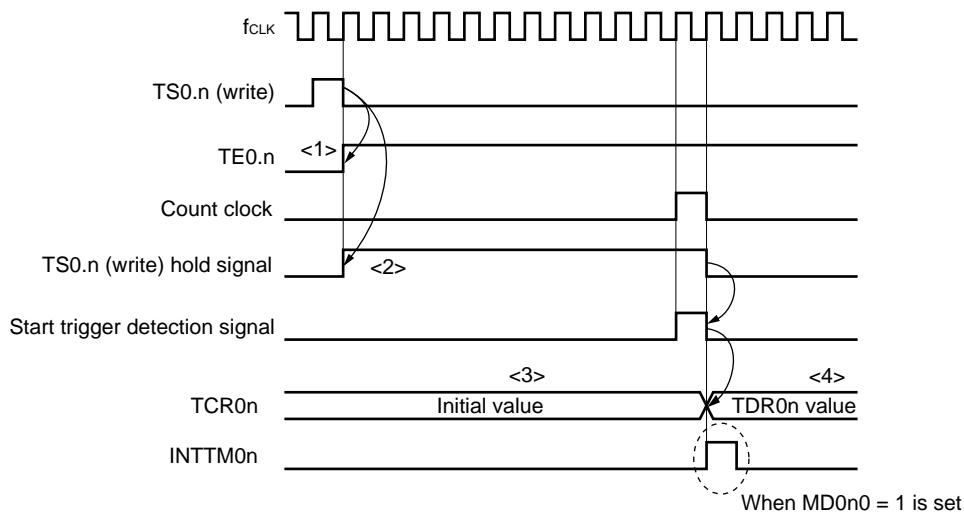 fCLK
TS0.n (write)
TE0.n
<1>
Count clock
TS0.n (write) hold signal
<2>
Start trigger detection signal
<3>
<4>
TCR0n
Initial value
TDR0n value
INTTM0n
When MD0n0 = 1 is set